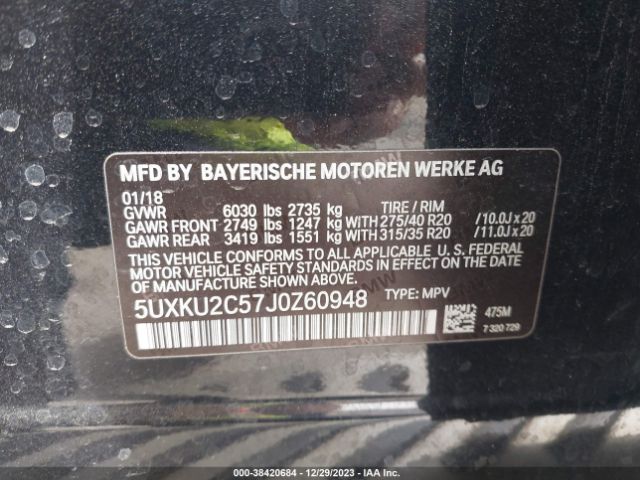 MFD BY BAYERISCHE MOTOREN WERKE AG
01/18
GVWR 6030 lbs 2735 kg TIRE / RIM
GAWR FRONT 2749 lbs 1247 kg WITH 275/40 R20 /10.0J x 20
GAWR REAR 3419 lbs 1551 kg WITH 315/35 R20 /11.0J x 20
THIS VEHICLE CONFORMS TO ALL APPLICABLE U. S. FEDERAL
MOTOR VEHICLE SAFETY STANDARDS IN EFFECT ON THE DATE
OF MANUFACTURE SHOWN ABOVE.
5UXKU2C57J0Z60948 TYPE: MPV
475M
7 320 729
000-38420684 - 12/29/2023 - IAA Inc.